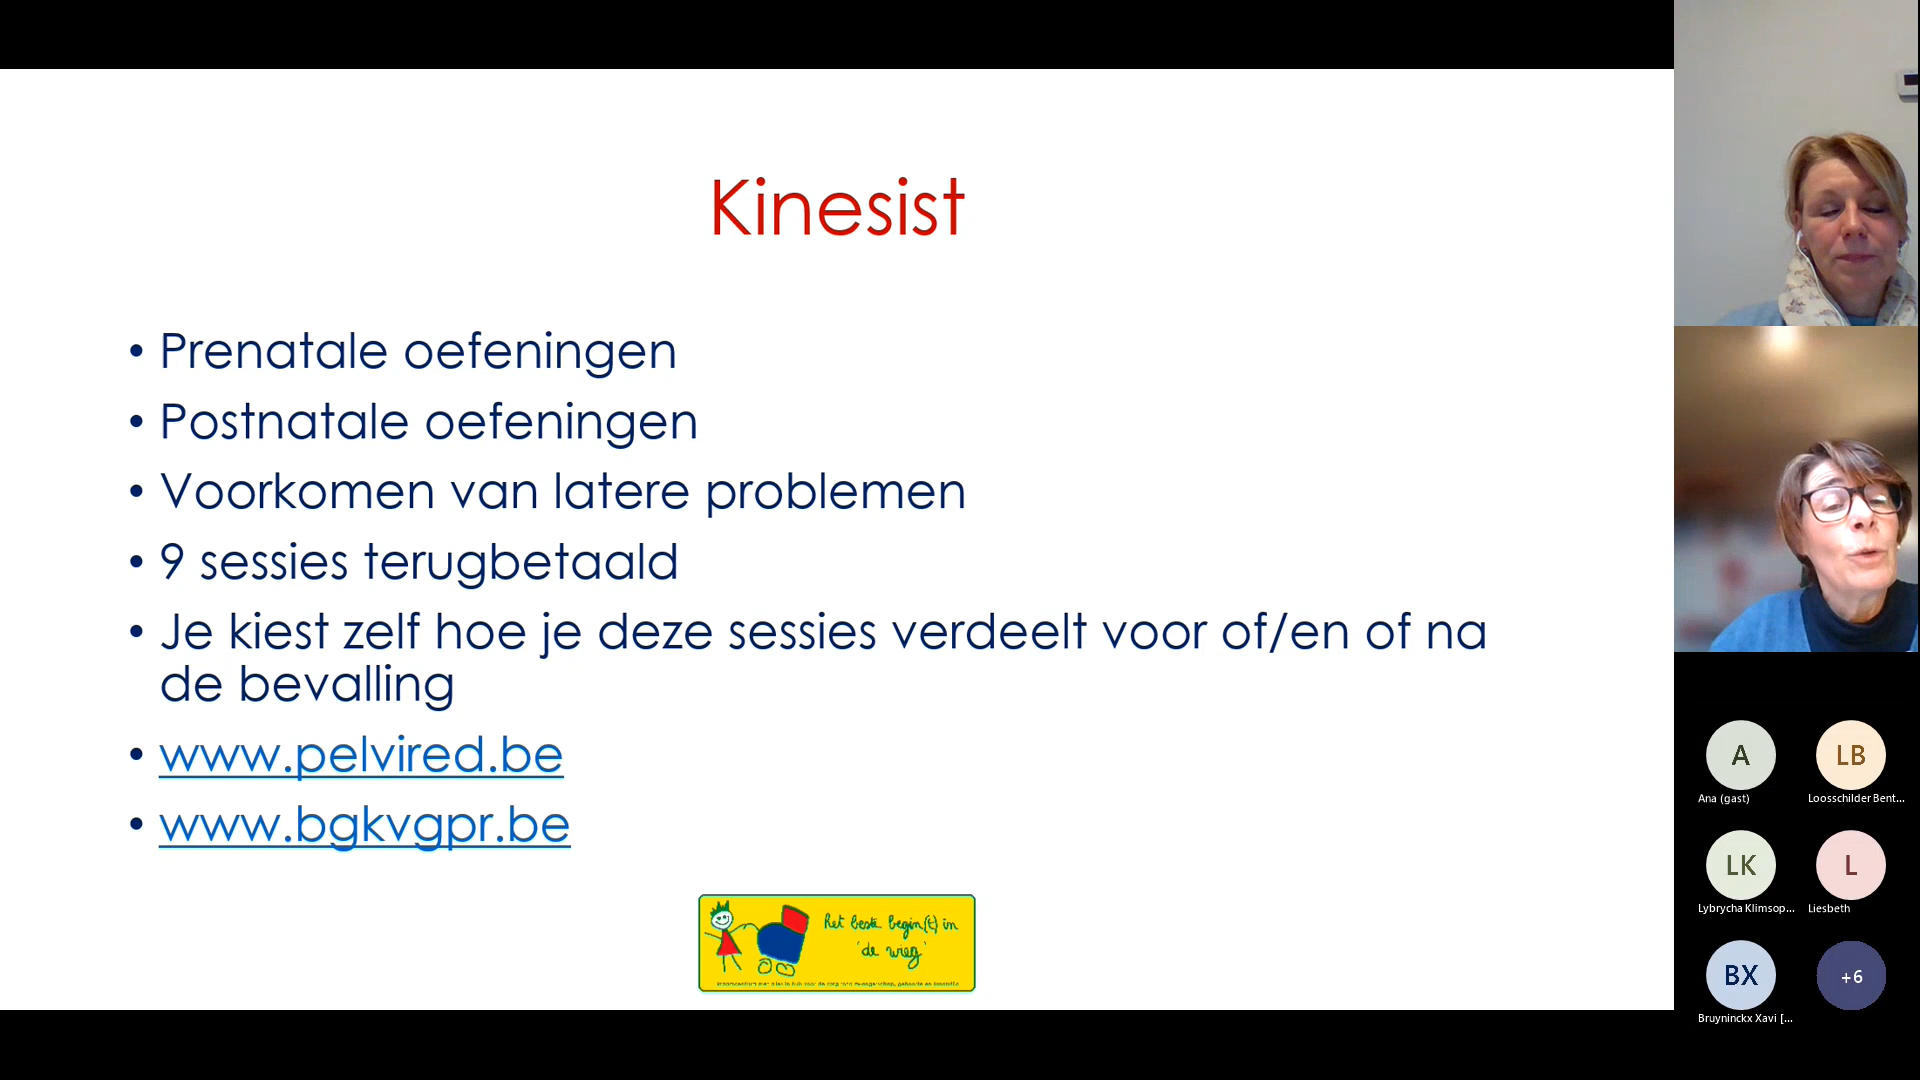 Kinesist
• Prenatale oefeningen
• Postnatale oefeningen
• Voorkomen van latere problemen
• 9 sessies terugbetaald
• Je kiest zelf hoe je deze sessies verdeelt voor of/en of na
de bevalling
• www.pelvired.be
• www.bgkvgpr.be
Het beste begin(t) in
'de wieg'
A
Ana (gast)
LB
Loosschilder Bent...
LK
Lybrycha Klimsop...
L
Liesbeth
BX
Bruyninckx Xavi [...
+6